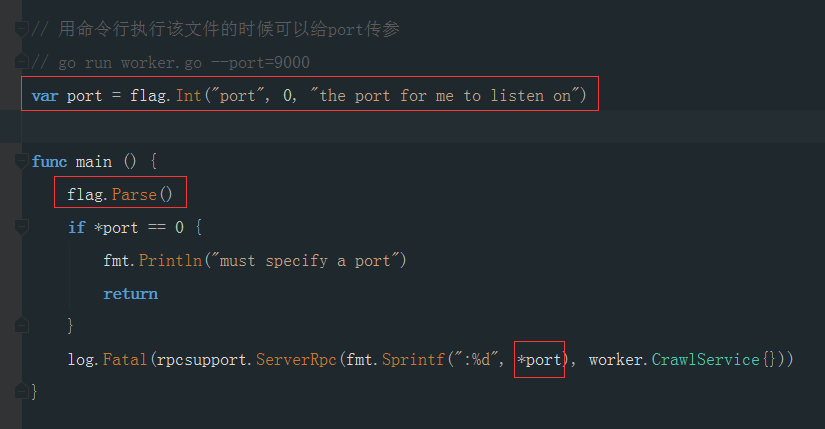 // 用命令行执行该文件的时候可以给port传参
// go run worker.go --port=9000
var port = flag.Int("port", 0, "the port for me to listen on")
func main () {
    flag.Parse()
    if *port == 0 {
        fmt.Println("must specify a port")
        return
    }
    log.Fatal(rpcsupport.ServerRpc(fmt.Sprintf(":%d", *port), worker.CrawlService{}))
}